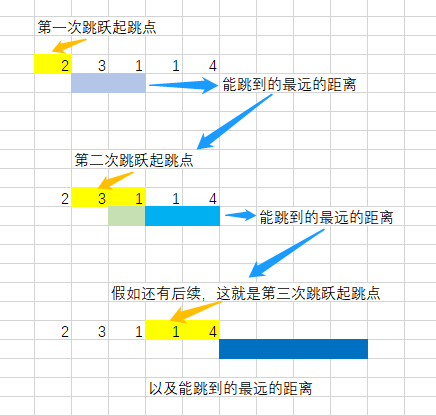 第一次跳跃起跳点
2 3 1 1 4
能跳到的最远的距离
第二次跳跃起跳点
2 3 1 1 4
能跳到的最远的距离
假如还有后续，这就是第三次跳跃起跳点
2 3 1 1 4
以及能跳到的最远的距离